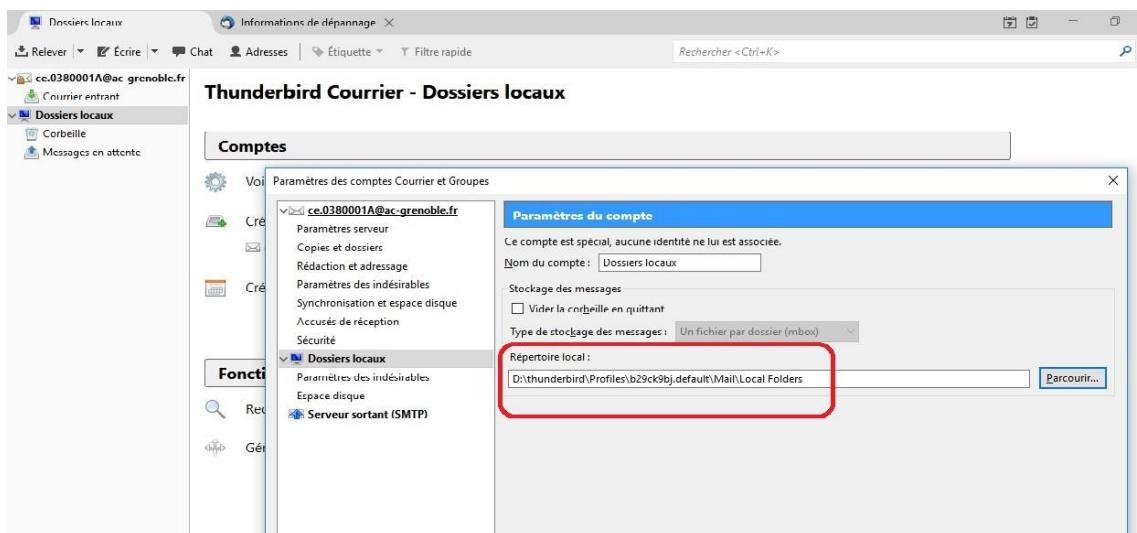 Dossiers locaux
Informations de dépannage
Relever
Écrire
Chat
Adresses
Étiquette
Filtre rapide
Rechercher <Ctrl+K>
ce.0380001A@ac-grenoble.fr
Courrier entrant
Dossiers locaux
Corbeille
Messages en attente
Thunderbird Courrier - Dossiers locaux
Comptes
Voi
Cré
Cré
Foncti
Rec
Gér
Paramètres des comptes Courrier et Groupes
ce.0380001A@ac-grenoble.fr
Paramètres serveur
Copies et dossiers
Rédaction et adressage
Paramètres des indésirables
Synchronisation et espace disque
Accusés de réception
Sécurité
Dossiers locaux
Paramètres des indésirables
Espace disque
Serveur sortant (SMTP)
Paramètres du compte
Ce compte est spécial, aucune identité ne lui est associée.
Nom du compte : Dossiers locaux
Stockage des messages
Vider la corbeille en quittant
Type de stockage des messages : Un fichier par dossier (mbox)
Répertoire local :
D:\thunderbird\Profiles\b29ck9bj.default\Mail\Local Folders
Parcourir...